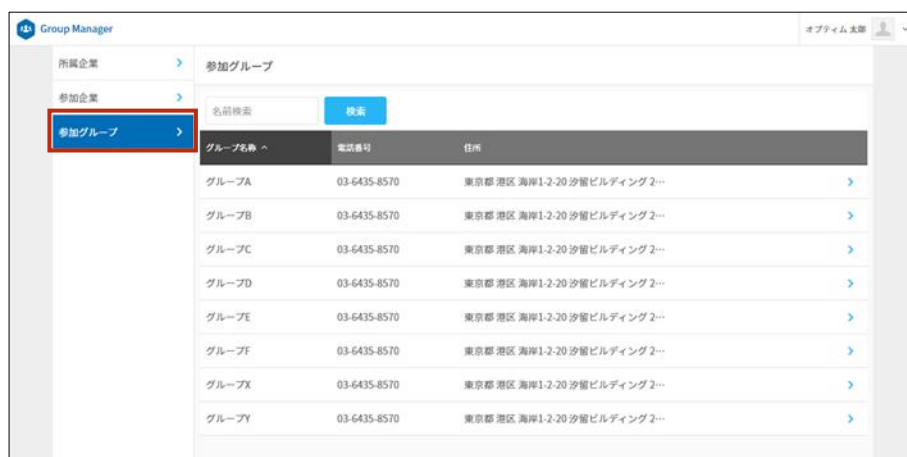 Group Manager
オプティム 太郎
所属企業
参加企業
参加グループ
参加グループ
名前検索
検索
グループ名称 電話番号 住所
グループA 03-6435-8570 東京都 港区 海岸1-2-20 汐留ビルディング 2…
グループB 03-6435-8570 東京都 港区 海岸1-2-20 汐留ビルディング 2…
グループC 03-6435-8570 東京都 港区 海岸1-2-20 汐留ビルディング 2…
グループD 03-6435-8570 東京都 港区 海岸1-2-20 汐留ビルディング 2…
グループE 03-6435-8570 東京都 港区 海岸1-2-20 汐留ビルディング 2…
グループF 03-6435-8570 東京都 港区 海岸1-2-20 汐留ビルディング 2…
グループX 03-6435-8570 東京都 港区 海岸1-2-20 汐留ビルディング 2…
グループY 03-6435-8570 東京都 港区 海岸1-2-20 汐留ビルディング 2…